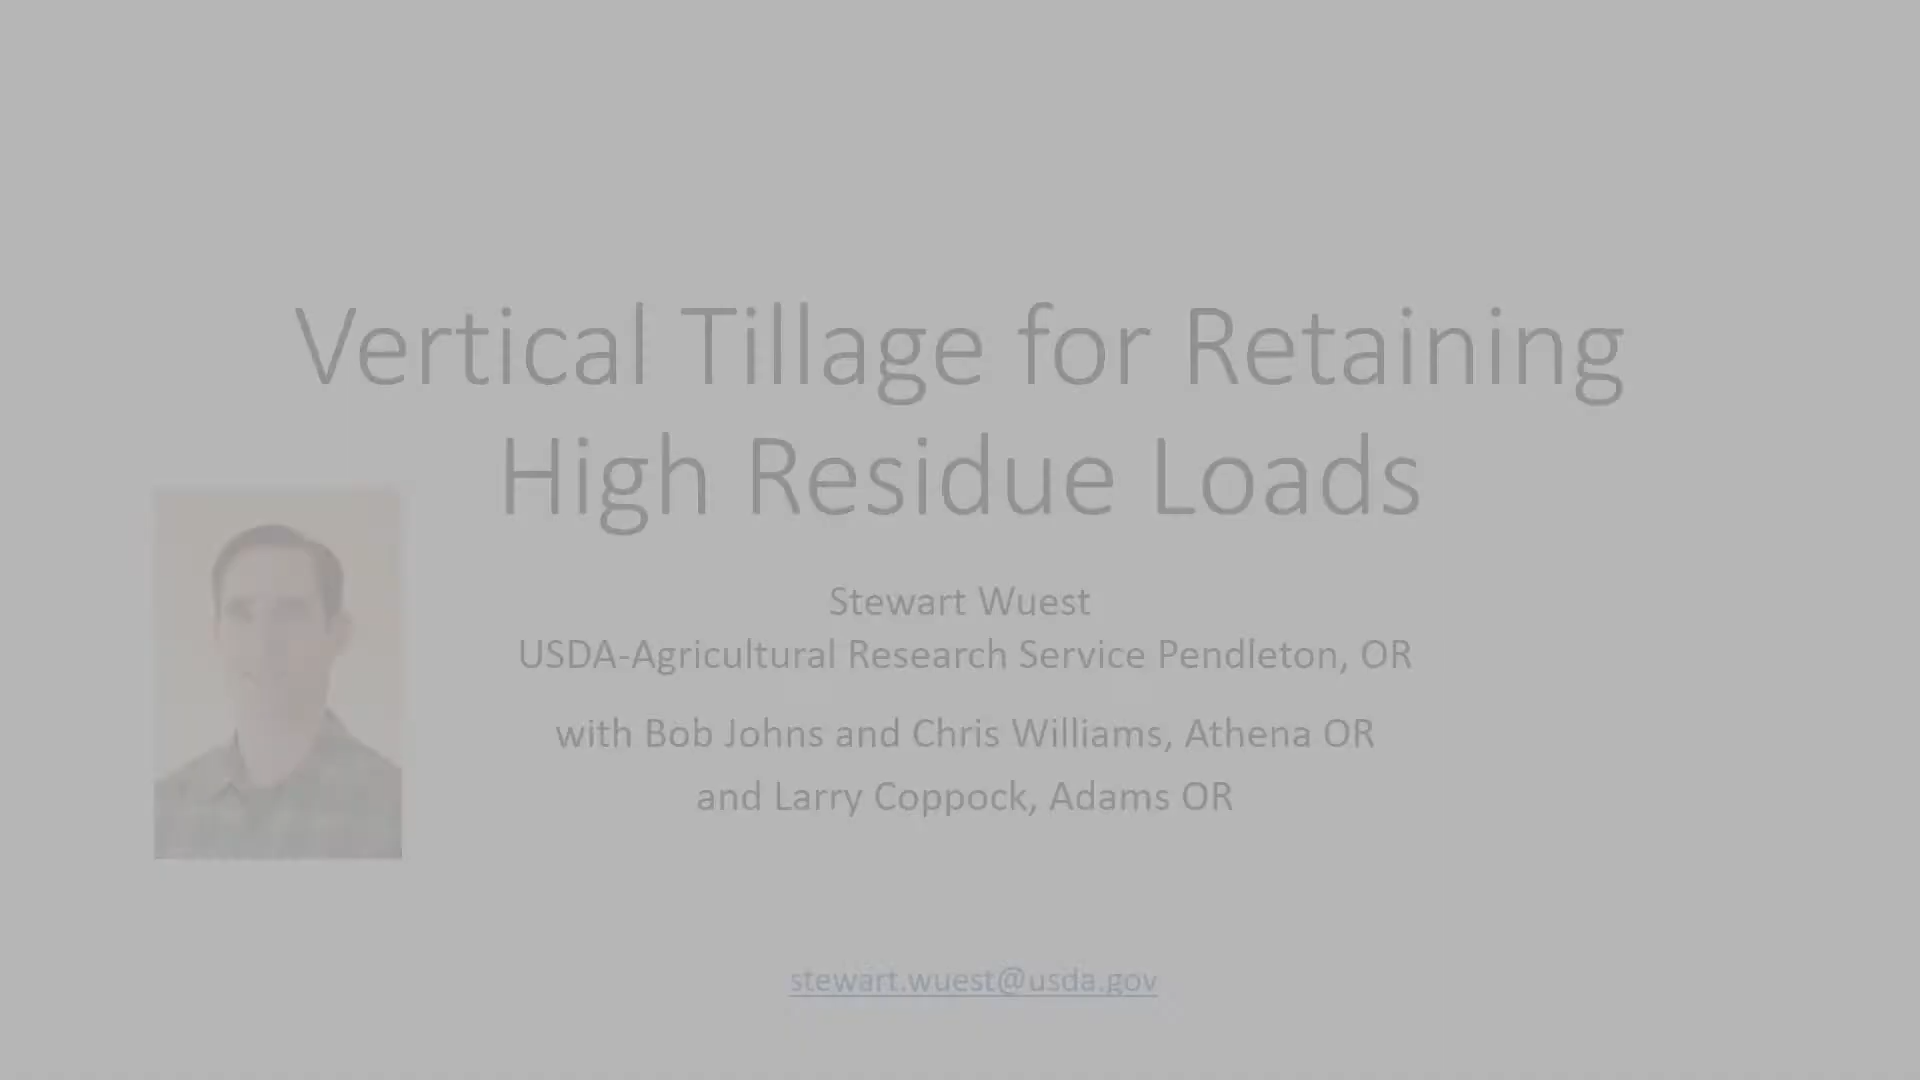 Vertical Tillage for Retaining
High Residue Loads
Stewart Wuest
USDA-Agricultural Research Service Pendleton, OR
with Bob Johns and Chris Williams, Athena OR
and Larry Coppock, Adams OR
stewart.wuest@usda.gov